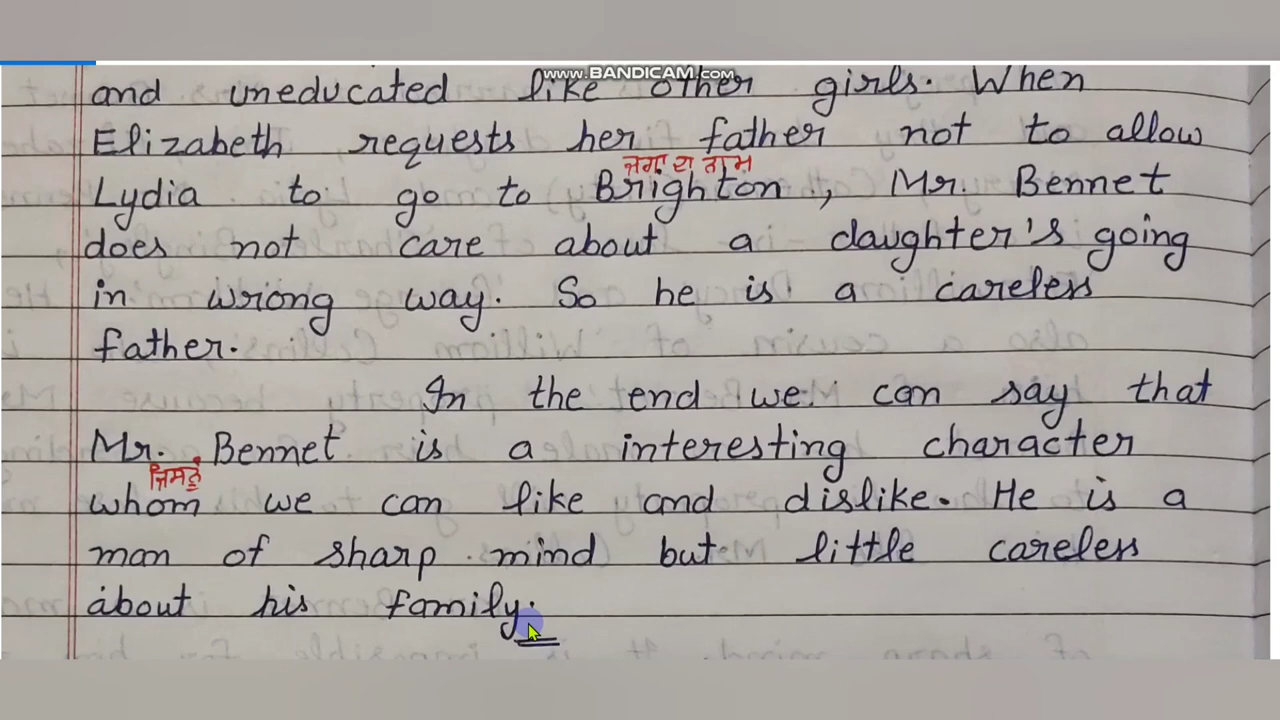 www.BANDICAM.com
and uneducated like other girls. When
Elizabeth requests her father not to allow
ਜਗਾ ਦਾ ਨਾਮ
Lydia to go to Brighton, Mr. Bennet
does not care about a daughter's going
in wrong way. So he is a careless
father.
In the end we can say that
Mr. Bennet is a interesting character
ਜਿਸਨੂੰ
whom we can like and dislike. He is a
man of sharp mind but little careless
about his family.